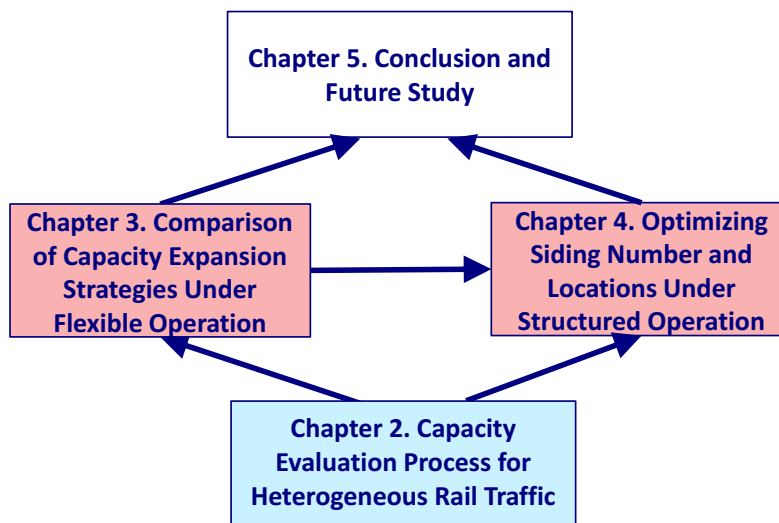 Chapter 5. Conclusion and
Future Study
Chapter 3. Comparison
of Capacity Expansion
Strategies Under
Flexible Operation
Chapter 4. Optimizing
Siding Number and
Locations Under
Structured Operation
Chapter 2. Capacity
Evaluation Process for
Heterogeneous Rail Traffic